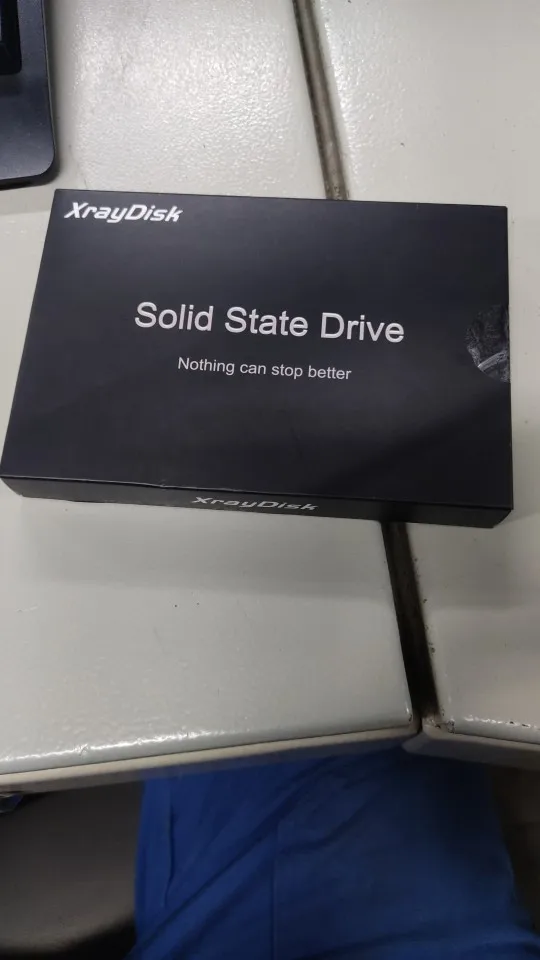 XrayDisk
Solid State Drive
Nothing can stop better
XrayDisk